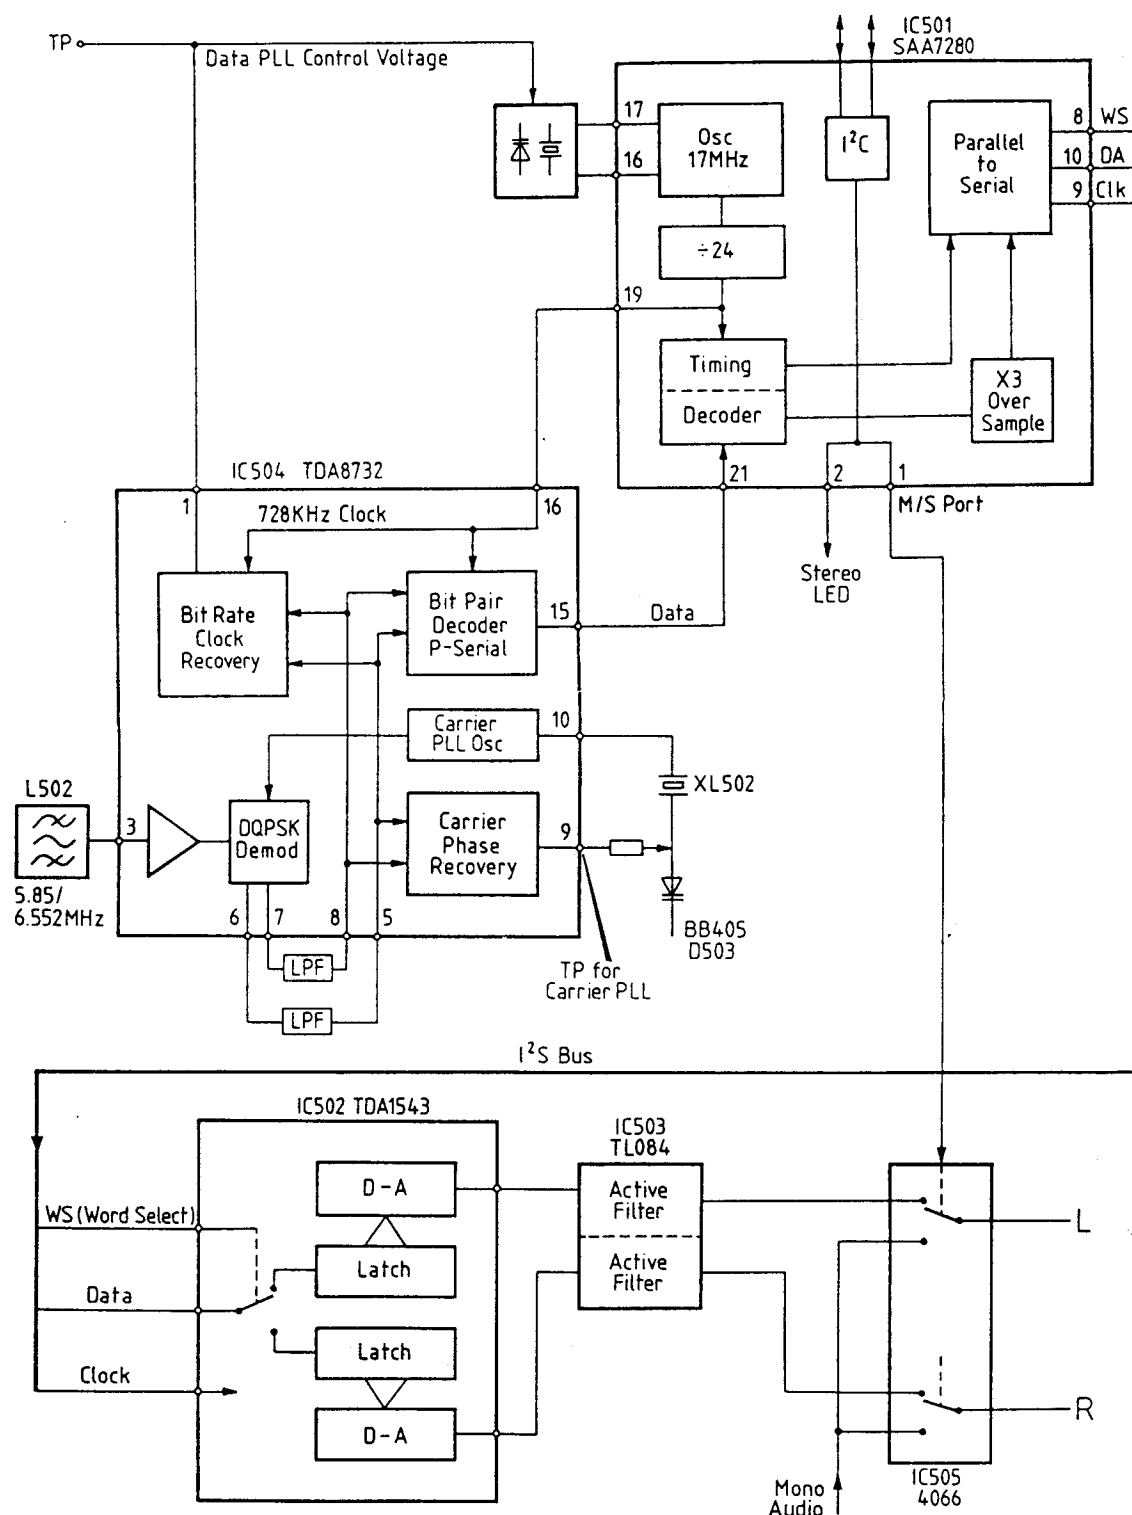 TP
Data PLL Control Voltage
IC501
SAA7280
17
16
Osc
17MHz
I²C
Parallel
to
Serial
8 WS
10 DA
9 Clk
÷24
19
Timing
Decoder
X3
Over
Sample
21
2
1
M/S Port
Stereo
LED
IC504 TDA8732
1
728KHz Clock
16
Bit Rate
Clock
Recovery
Bit Pair
Decoder
P-Serial
15
Data
Carrier
PLL Osc
10
XL502
L502
3
DQPSK
Demod
Carrier
Phase
Recovery
9
5.85/
6.552MHz
6
7
8
5
LPF
LPF
BB405
D503
TP for
Carrier PLL
I²S Bus
IC502 TDA1543
IC503
TL084
D-A
Active
Filter
WS (Word Select)
Latch
Active
Filter
L
Data
Latch
Clock
D-A
R
Mono
Audio
IC505
4066